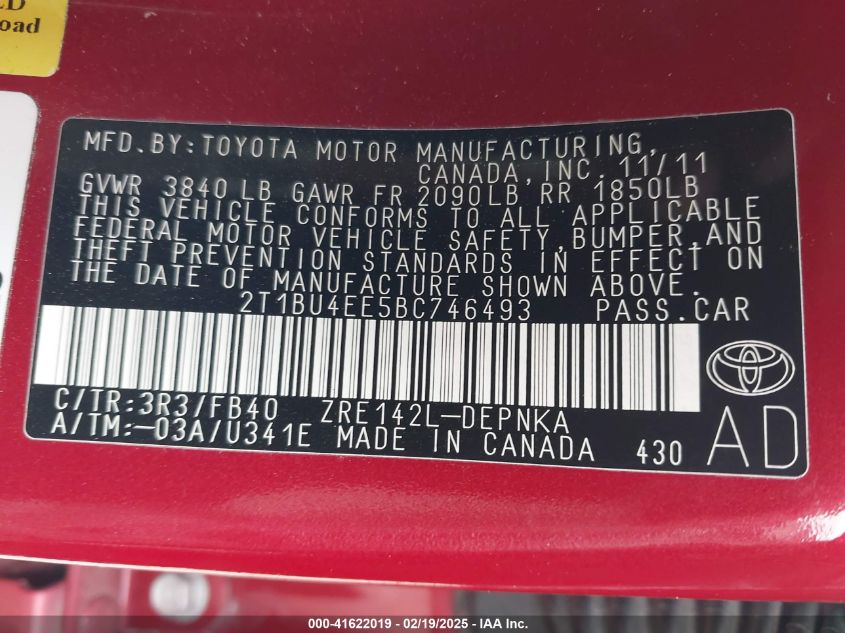 LD
oad
MFD.BY:TOYOTA MOTOR MANUFACTURING,
CANADA, INC. 11/11
GVWR 3840 LB GAWR FR 2090LB RR 1850LB
THIS VEHICLE CONFORMS TO ALL APPLICABLE
FEDERAL MOTOR VEHICLE SAFETY,BUMPER,AND
THEFT PREVENTION STANDARDS IN EFFECT ON
THE DATE OF MANUFACTURE SHOWN ABOVE.
2T1BU4EE5BC746493 PASS.CAR
C/TR:3R3/FB40 ZRE142L-DEPNKA
A/TM:-03A/U341E MADE IN CANADA 430 AD
000-41622019 - 02/19/2025 - IAA, Inc.